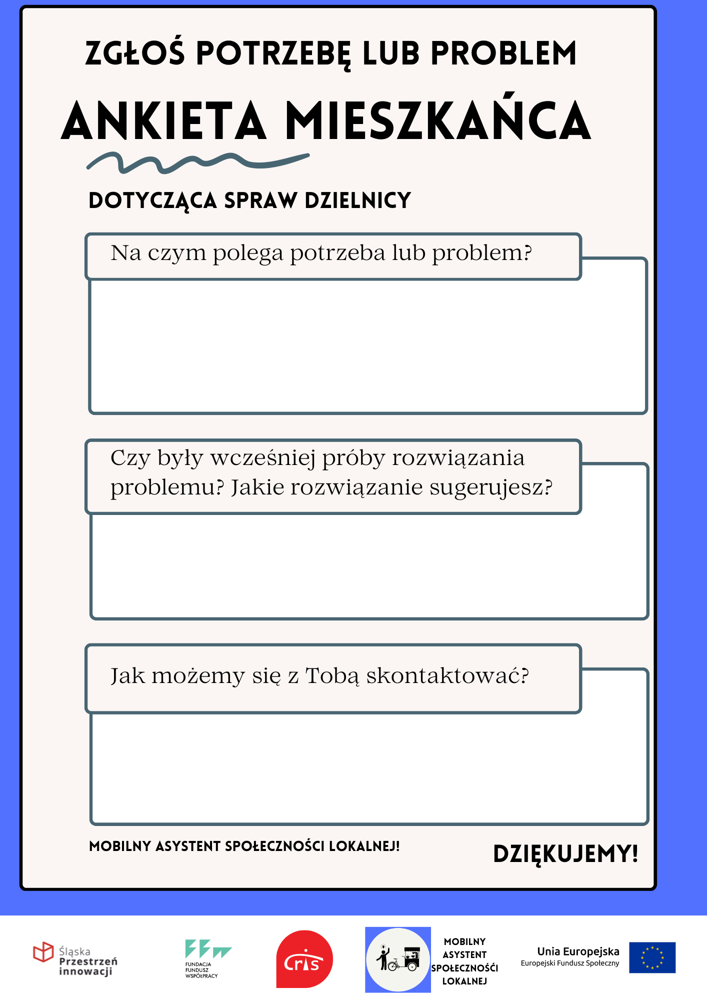 ZGŁOŚ POTRZEBĘ LUB PROBLEM
ANKIETA MIESZKAŃCA
DOTYCZĄCA SPRAW DZIELNICY
Na czym polega potrzeba lub problem?
Czy były wcześniej próby rozwiązania
problemu? Jakie rozwiązanie sugerujesz?
Jak możemy się z Tobą skontaktować?
MOBILNY ASYSTENT SPOŁECZNOŚCI LOKALNEJ!
DZIĘKUJEMY!
Śląska
Przestrzeń
innowacji
FUNDACJA
FUNDUSZ
WSPÓŁPRACY
Cris
MOBILNY
ASYSTENT
SPOŁECZNOŚĆI
LOKALNEJ
Unia Europejska
Europejski Fundusz Społeczny